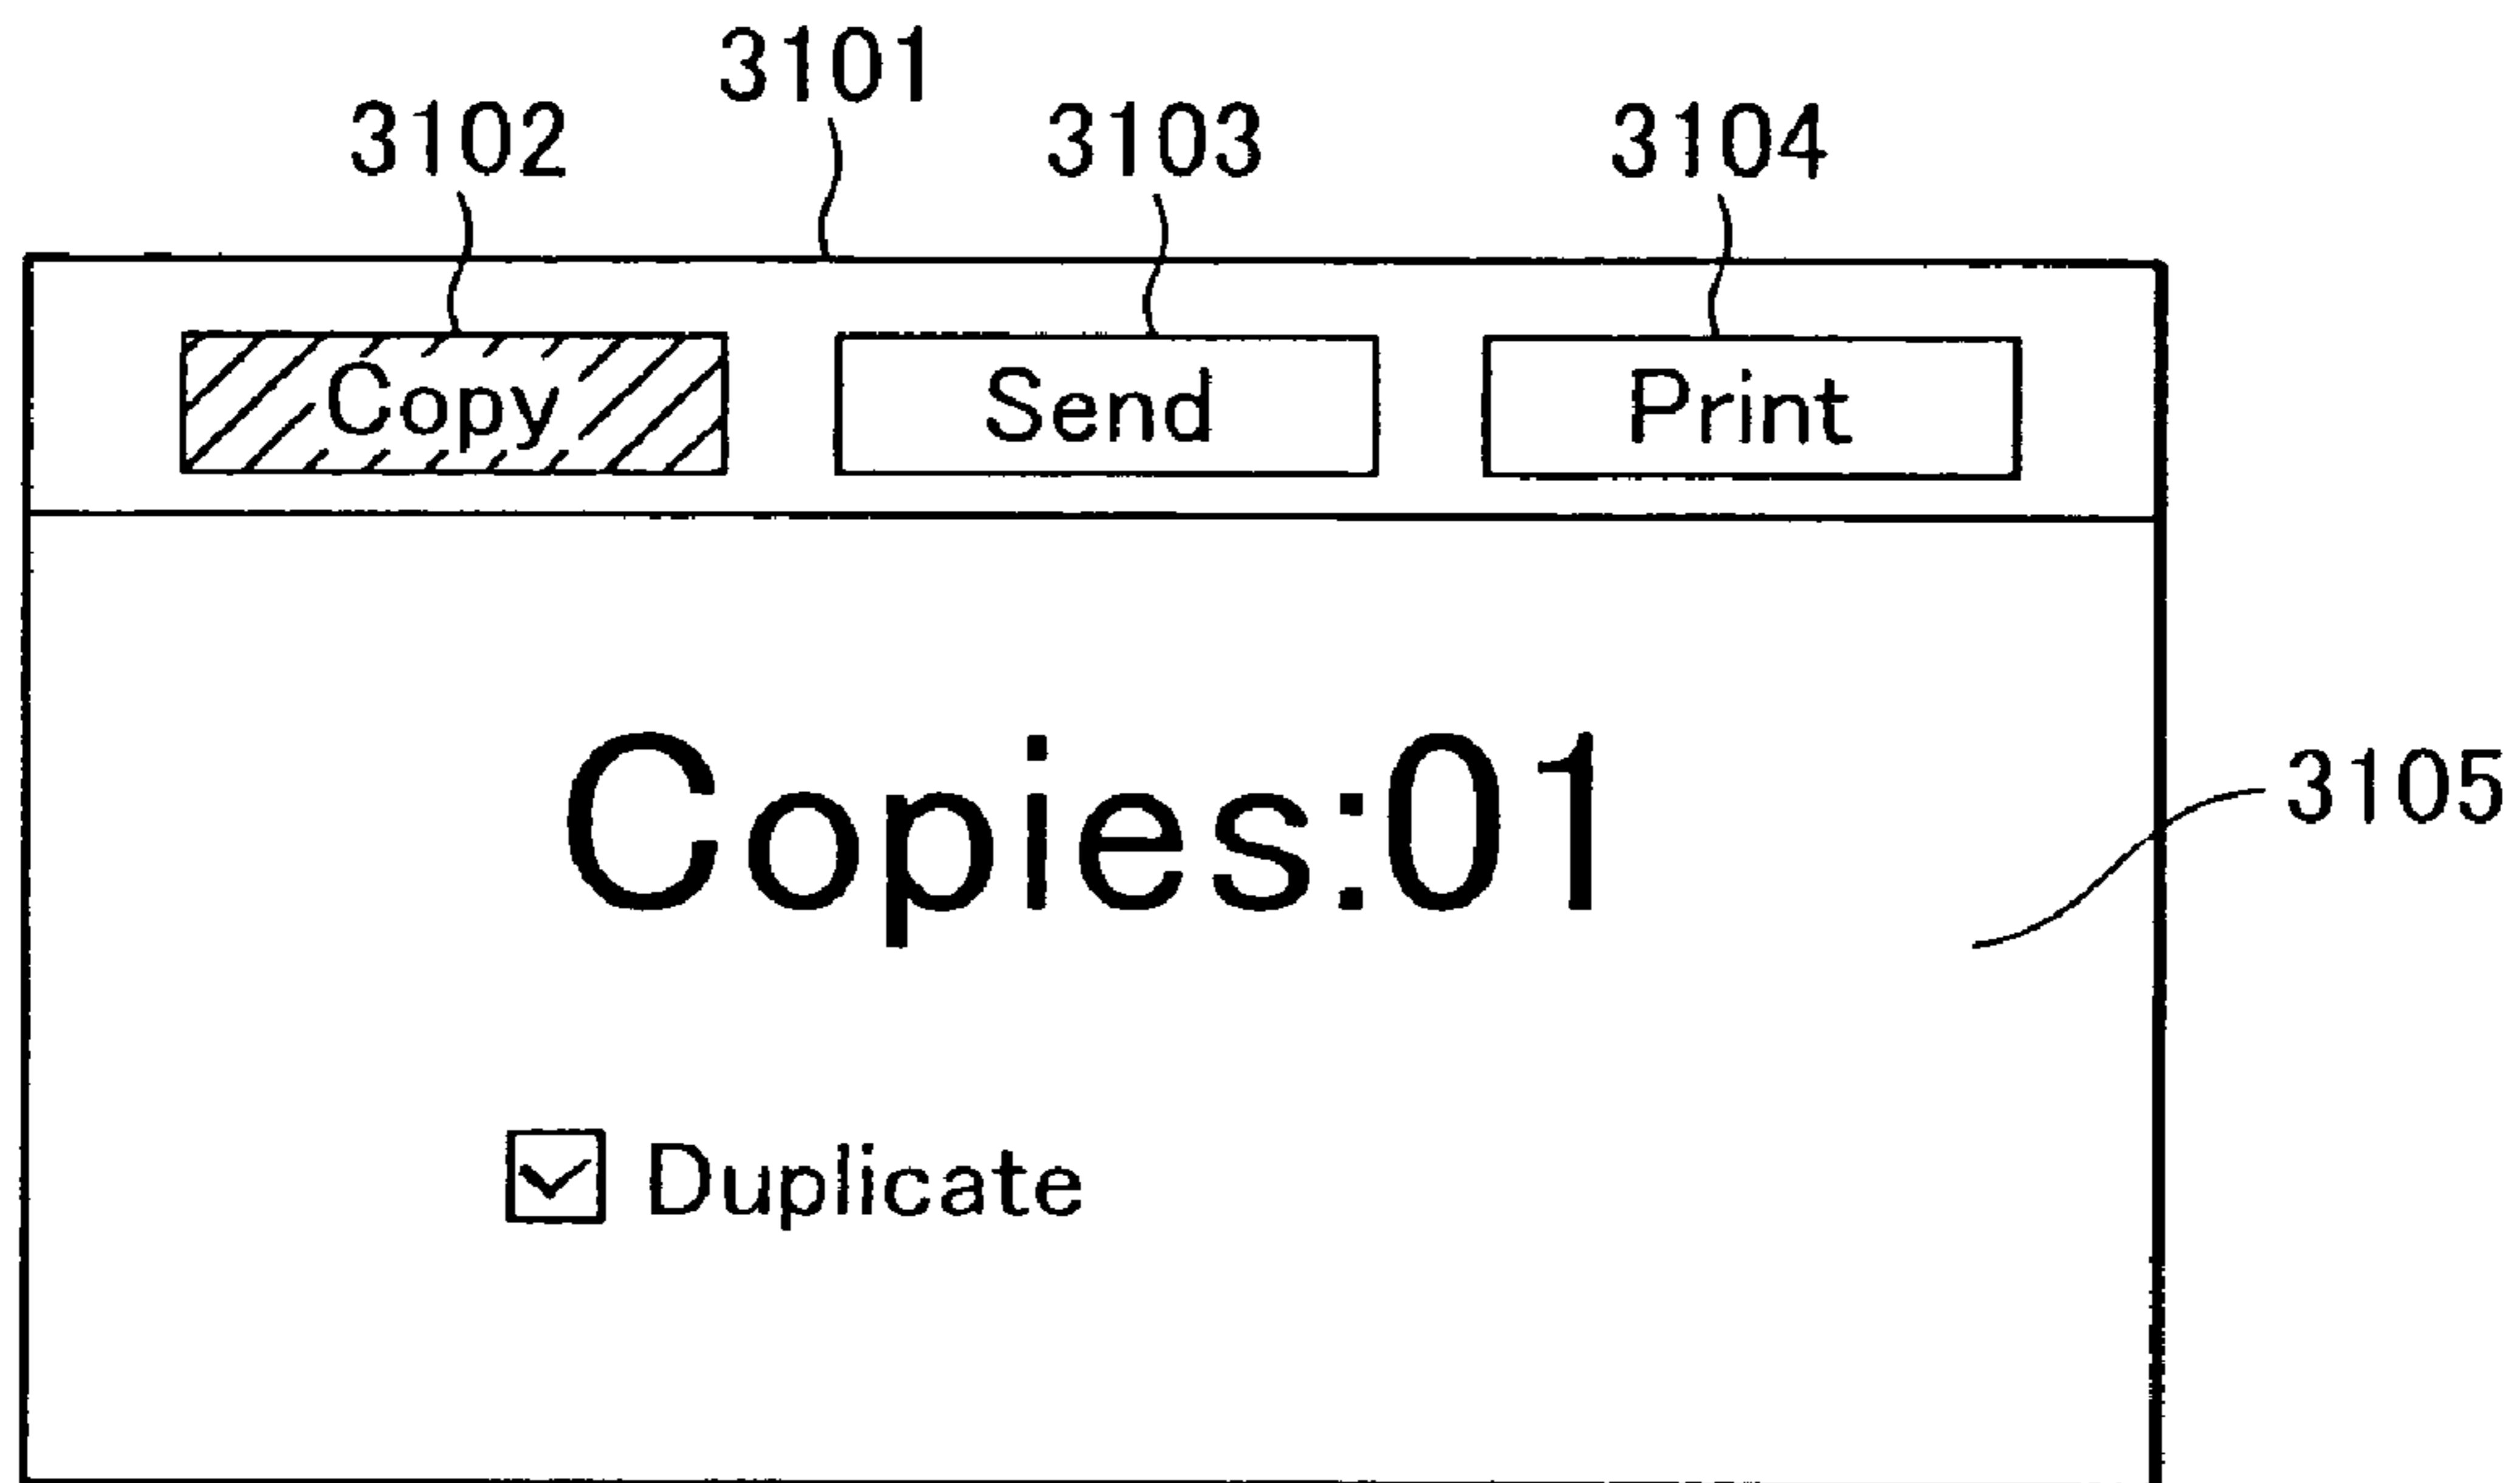 3101
3102 3103 3104
Copy Send Print
Copies:01
3105
Duplicate